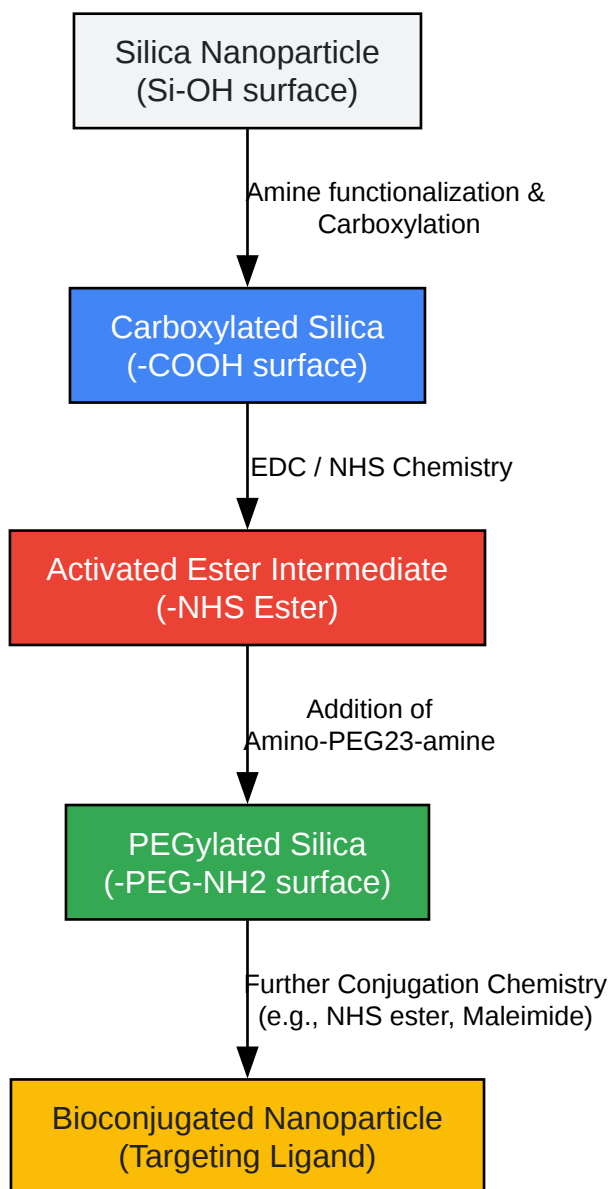 Silica Nanoparticle
(Si-OH surface)
Amine functionalization &
Carboxylation
Carboxylated Silica
(-COOH surface)
EDC / NHS Chemistry
Activated Ester Intermediate
(-NHS Ester)
Addition of
Amino-PEG23-amine
PEGylated Silica
(-PEG-NH2 surface)
Further Conjugation Chemistry
(e.g., NHS ester, Maleimide)
Bioconjugated Nanoparticle
(Targeting Ligand)